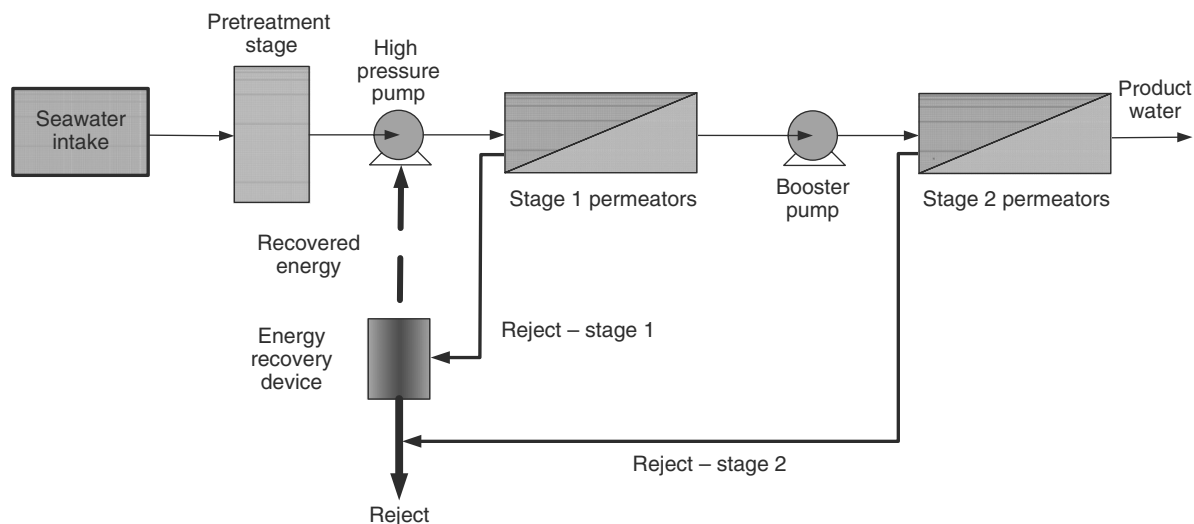 Pretreatment
stage
High
pressure
pump
Product
water
Seawater
intake
Stage 1 permeators
Booster
pump
Stage 2 permeators
Recovered
energy
Energy
recovery
device
Reject – stage 1
Reject – stage 2
Reject